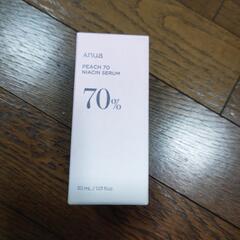 Anua
PEACH 70
NIACIN SERUM
70%
30 mL / 1.01 fl.oz.